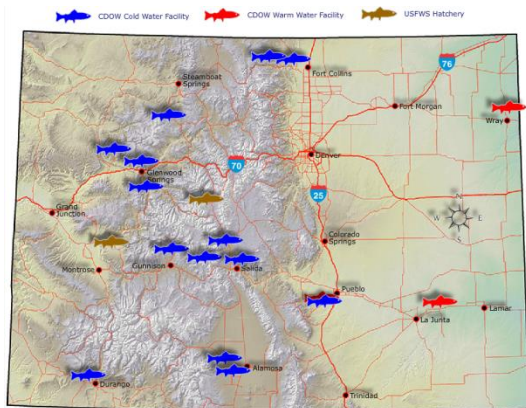 CDOW Cold Water Facility CDOW Warm Water Facility USFWS Hatchery
76
Steamboat
Springs
Fort Collins
Fort Morgan
Wray
Denver
70
Glenwood
Springs
25
Grand
Junction
N
W E
S
Colorado
Springs
Montrose
Gunnison
Salida
Pueblo
La Junta
Lamar
Alamosa
Durango
Trinidad